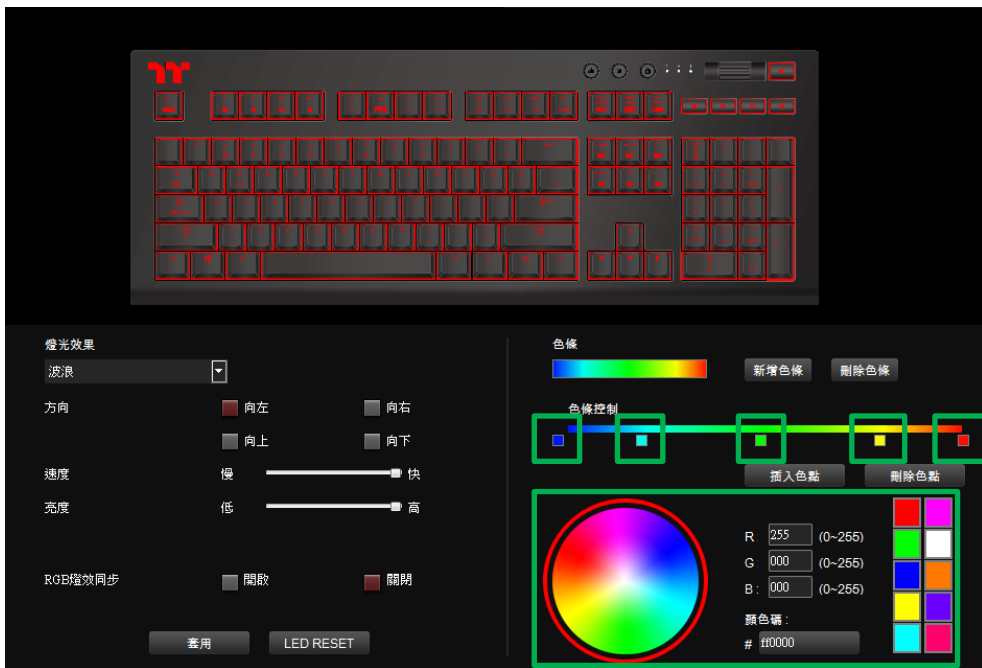 燈光效果
波浪
方向
向左
向右
向上
向下
速度
慢
快
亮度
低
高
RGB燈效同步
開啟
關閉
套用
LED RESET
色條
新增色條
刪除色條
色條控制
插入色點
刪除色點
R 255 (0~255)
G: 000 (0~255)
B: 000 (0~255)
顏色碼:
# ff0000